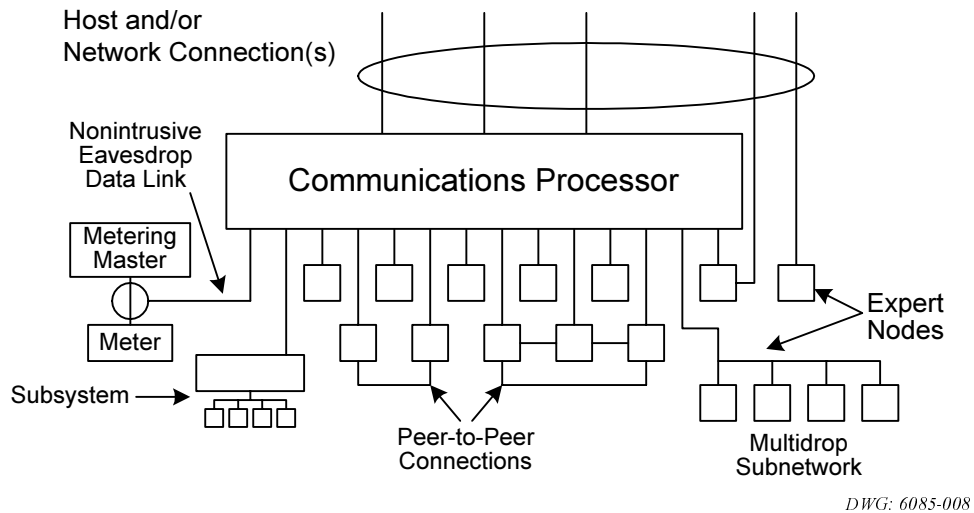 Host and/or
Network Connection(s)
Nonintrusive
Eavesdrop
Data Link
Communications Processor
Metering
Master
Meter
Expert
Nodes
Subsystem
Peer-to-Peer
Connections
Multidrop
Subnetwork
DWG: 6085-008